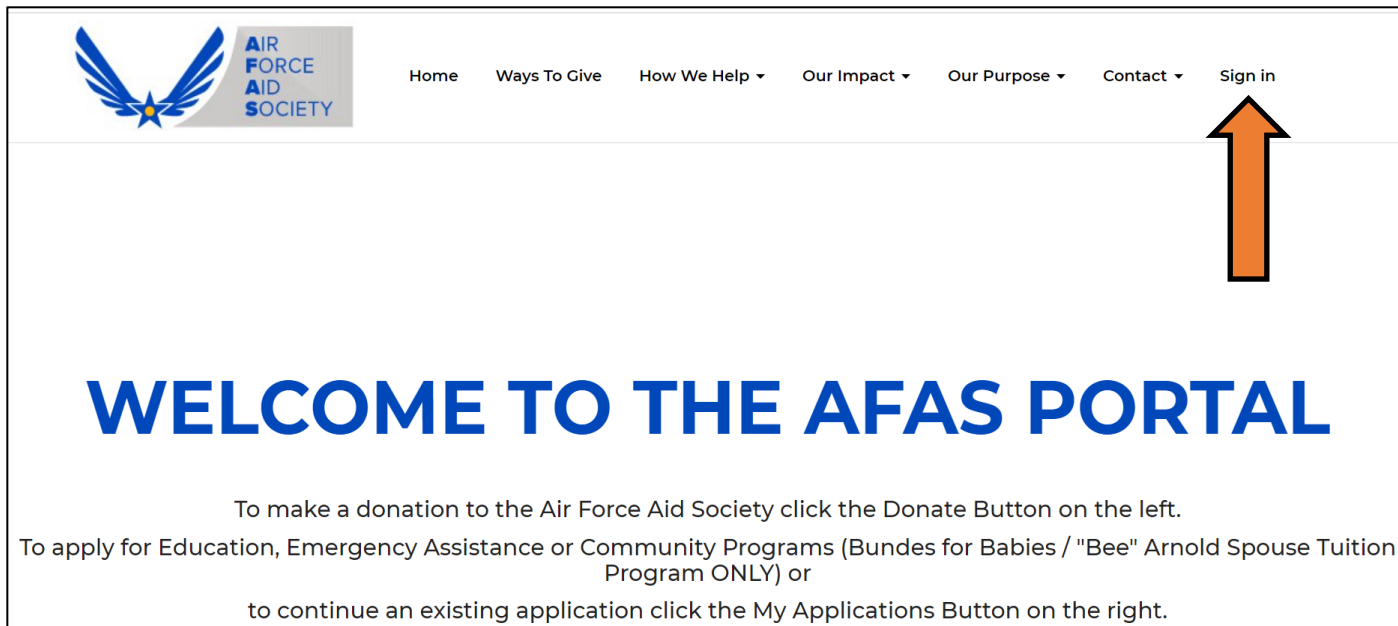 AIR
FORCE
AID
SOCIETY
Home Ways To Give How We Help Our Impact Our Purpose Contact Sign in
WELCOME TO THE AFAS PORTAL
To make a donation to the Air Force Aid Society click the Donate Button on the left.
To apply for Education, Emergency Assistance or Community Programs (Bundes for Babies / "Bee" Arnold Spouse Tuition
Program ONLY) or
to continue an existing application click the My Applications Button on the right.